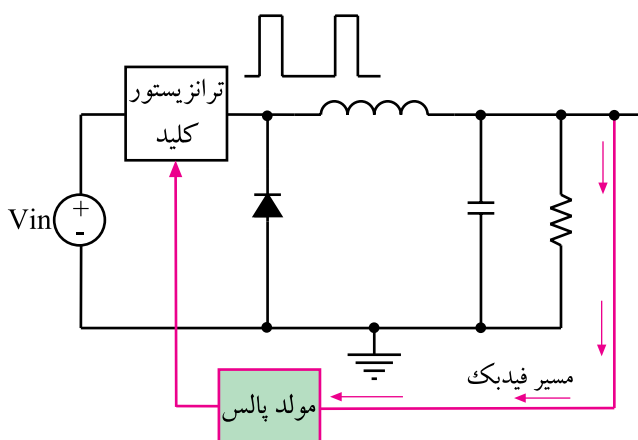 ترانزیستور
کلید
Vin
+
-
مسیر فیدبک
مولد پالس